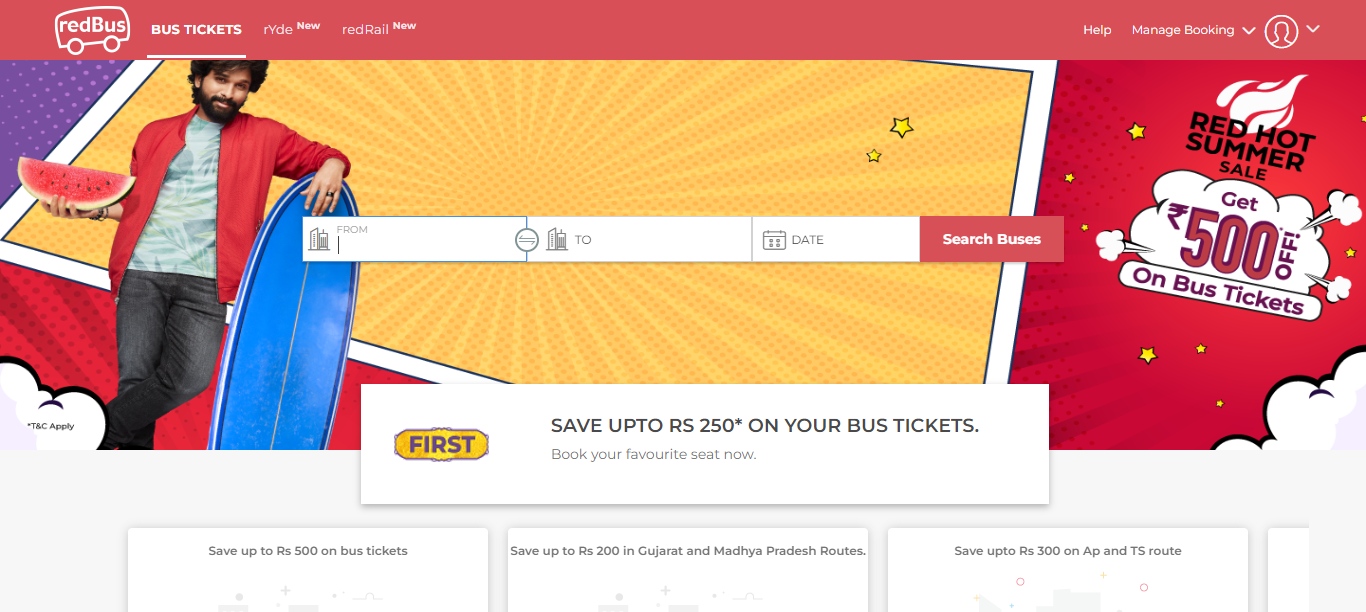 redBus
BUS TICKETS
rYde New
redRail New
Help
Manage Booking
RED HOT
SUMMER
SALE
Get
₹500 OFF!
On Bus Tickets
FROM
TO
DATE
Search Buses
*T&C Apply
FIRST
SAVE UPTO RS 250* ON YOUR BUS TICKETS.
Book your favourite seat now.
Save up to Rs 500 on bus tickets
Save up to Rs 200 in Gujarat and Madhya Pradesh Routes.
Save upto Rs 300 on Ap and TS route